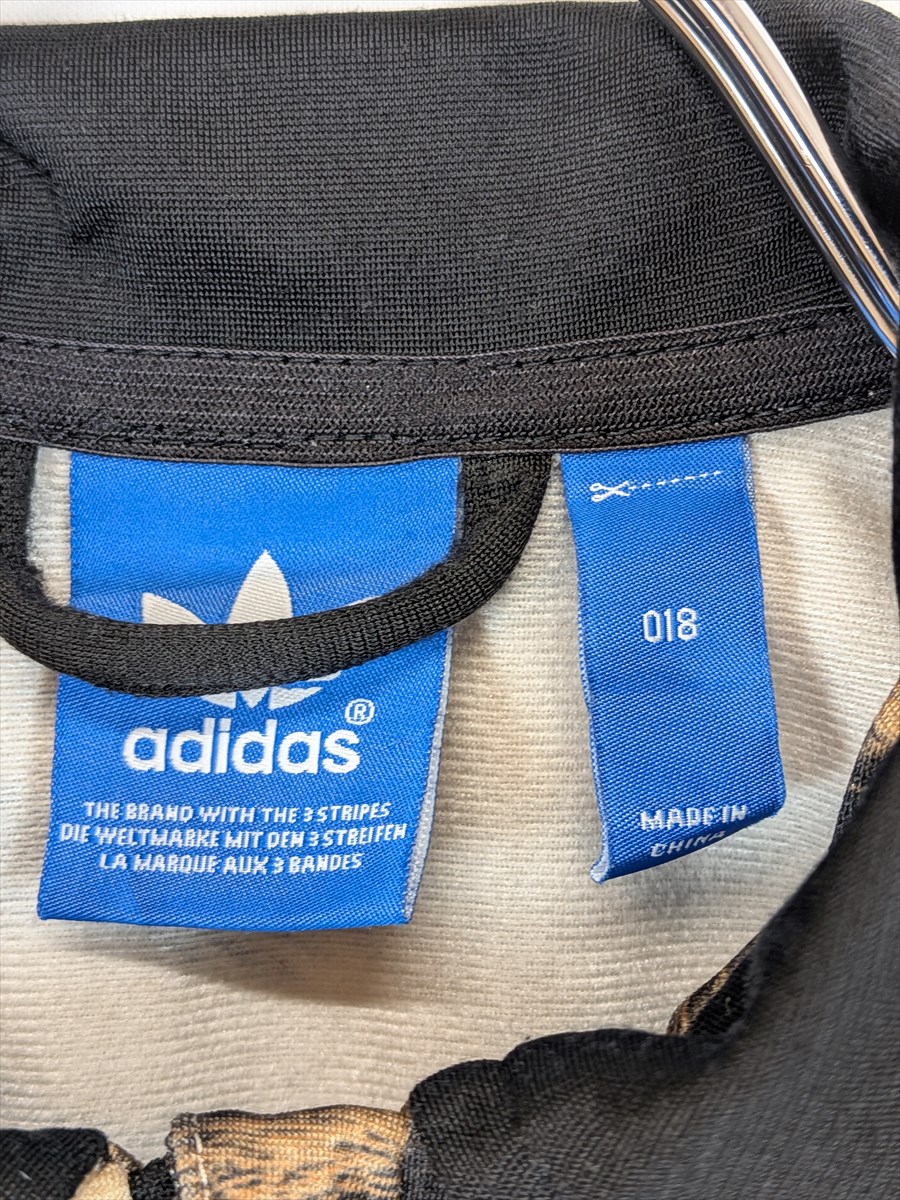 adidas®
THE BRAND WITH THE 3 STRIPES
DIE WELTMARKE MIT DEN 3 STREIFEN
LA MARQUE AUX 3 BANDES
018
MADE IN
CHINA